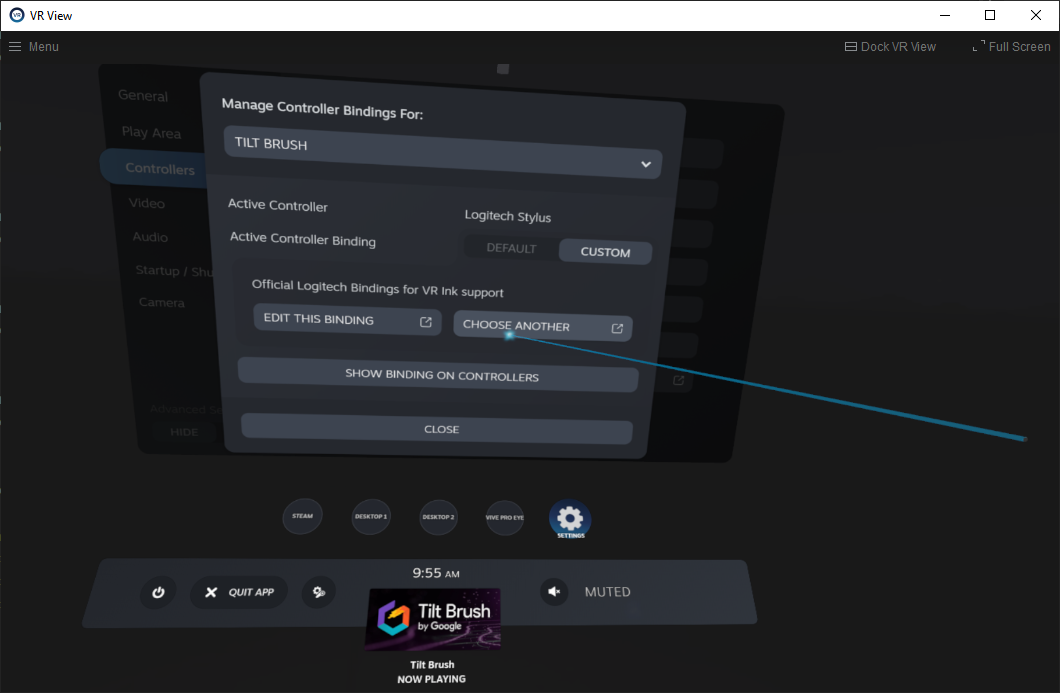 VR View
Menu
Dock VR View
Full Screen
General
Play Area
Controllers
Video
Audio
Startup / Shu
Camera
Advanced Se
HIDE
Manage Controller Bindings For:
TILT BRUSH
Active Controller
Logitech Stylus
Active Controller Binding
DEFAULT
CUSTOM
Official Logitech Bindings for VR Ink support
EDIT THIS BINDING
CHOOSE ANOTHER
SHOW BINDING ON CONTROLLERS
CLOSE
STEAM
DESKTOP 1
DESKTOP 2
VIVE PRO EYE
SETTINGS
9:55 AM
QUIT APP
Tilt Brush
by Google
MUTED
Tilt Brush
NOW PLAYING